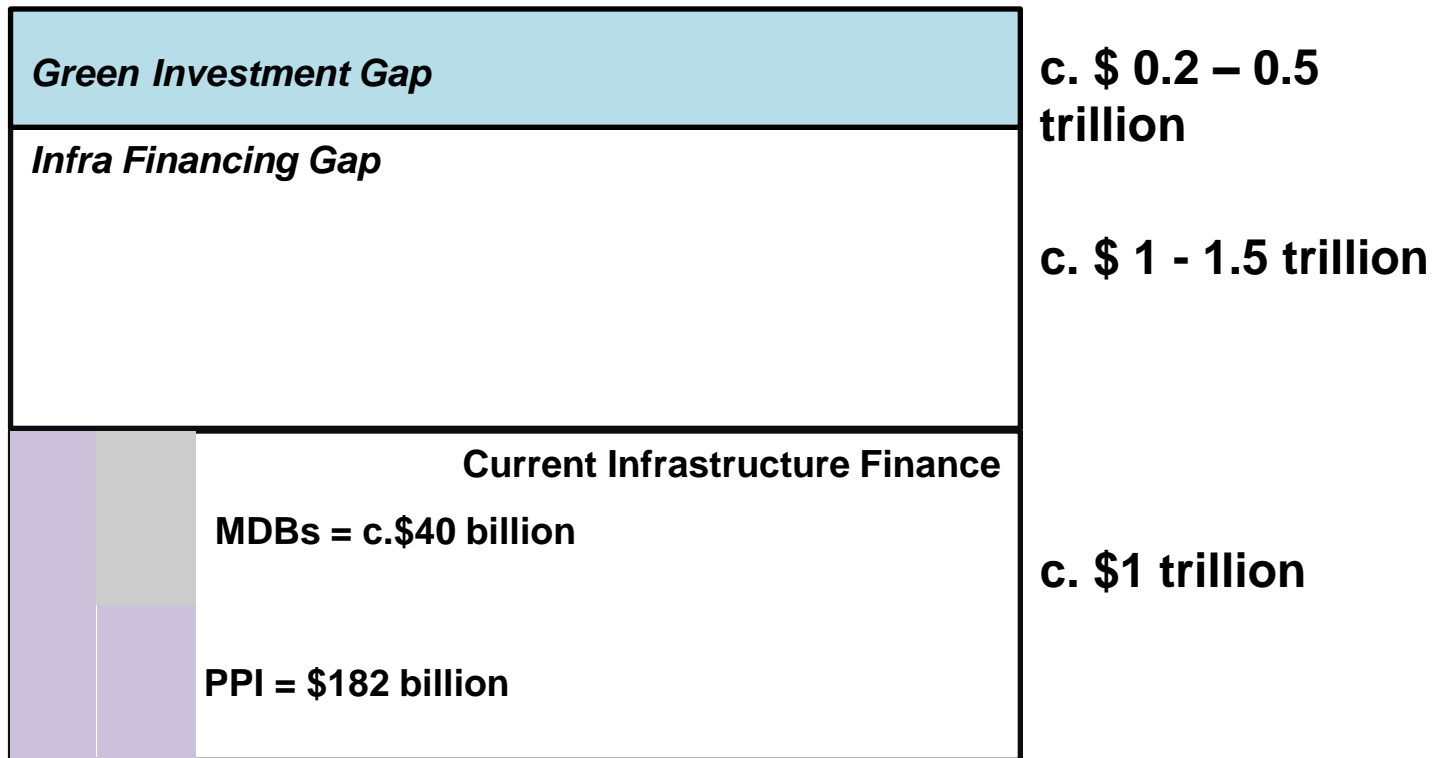 Green Investment Gap
c. $ 0.2 – 0.5
trillion
Infra Financing Gap
c. $ 1 - 1.5 trillion
Current Infrastructure Finance
MDBs = c.$40 billion
c. $1 trillion
PPI = $182 billion